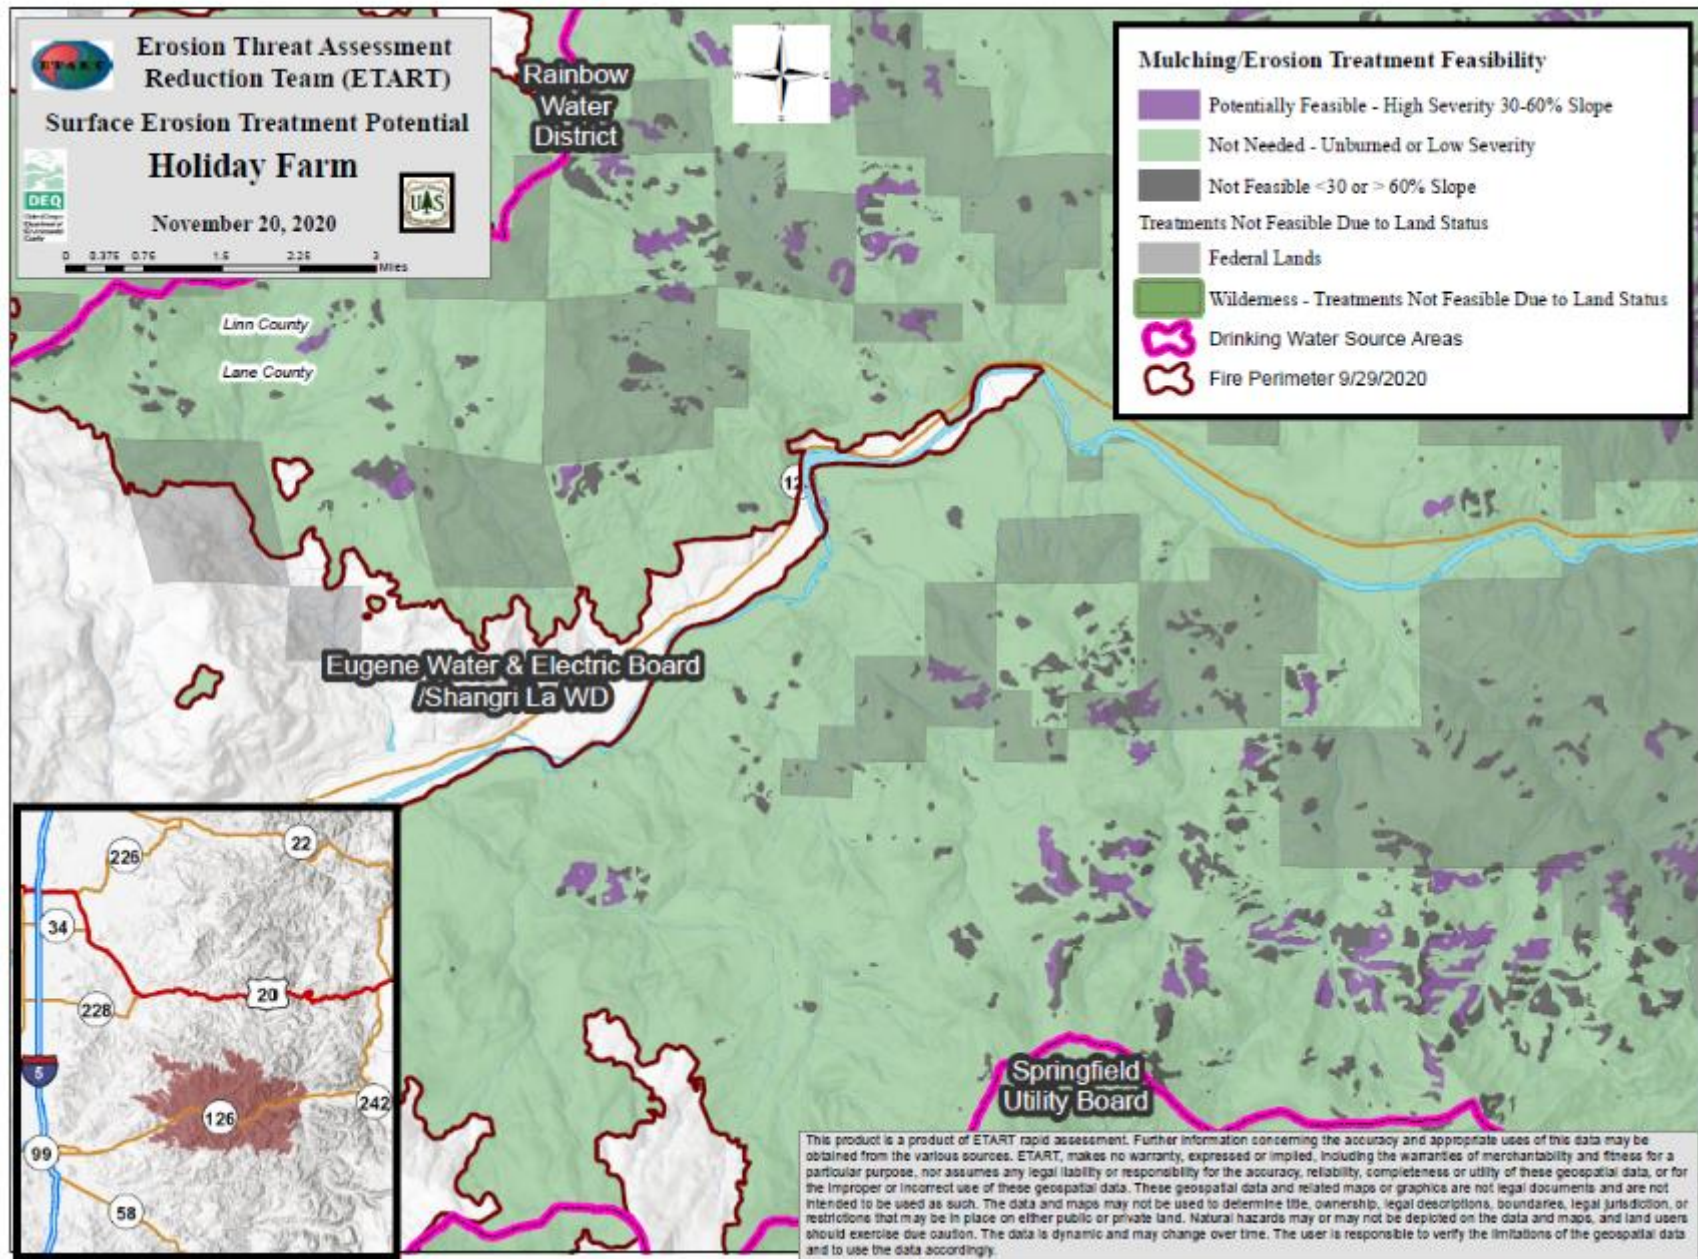 Erosion Threat Assessment
Reduction Team (ETART)
ETART
Surface Erosion Treatment Potential
Holiday Farm
DEQ
November 20, 2020
0 0.375 0.75 1.5 2.25 3
Miles
N
W E
S
Mulching/Erosion Treatment Feasibility
Potentially Feasible - High Severity 30-60% Slope
Not Needed - Unburned or Low Severity
Not Feasible <30 or > 60% Slope
Treatments Not Feasible Due to Land Status
Federal Lands
Wilderness - Treatments Not Feasible Due to Land Status
Drinking Water Source Areas
Fire Perimeter 9/29/2020
Rainbow
Water
District
Linn County
Lane County
12
Eugene Water & Electric Board
/Shangri La WD
Springfield
Utility Board
226
22
34
20
228
5
126
242
99
58
This product is a product of ETART rapid assessment. Further information concerning the accuracy and appropriate uses of this data may be
obtained from the various sources. ETART, makes no warranty, expressed or implied, including the warranties of merchantability and fitness for a
particular purpose, nor assumes any legal liability or responsibility for the accuracy, reliability, completeness or utility of these geospatial data, or for
the improper or incorrect use of these geospatial data. These geospatial data and related maps or graphics are not legal documents and are not
intended to be used as such. The data and maps may not be used to determine title, ownership, legal descriptions, boundaries, legal jurisdiction, or
restrictions that may be in place on either public or private land. Natural hazards may or may not be depicted on the data and maps, and land users
should exercise due caution. The data is dynamic and may change over time. The user is responsible to verify the limitations of the geospatial data
and to use the data accordingly.